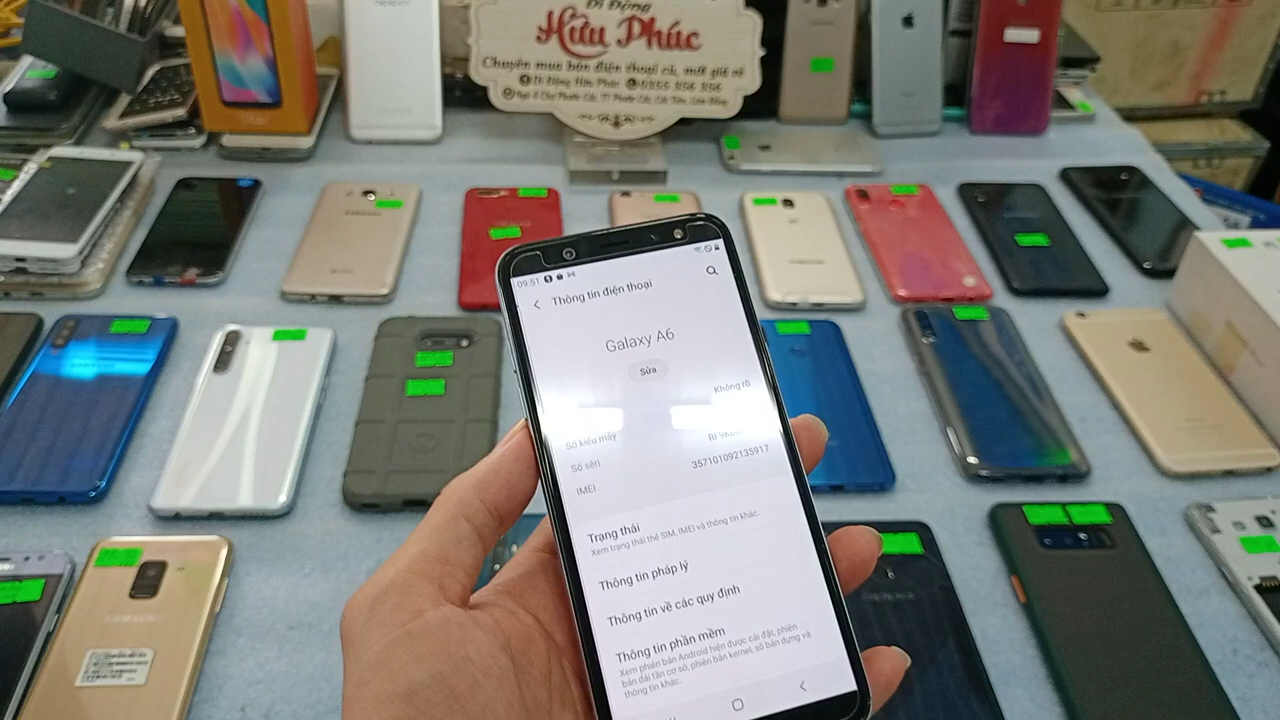 Di Động
Hữu Phúc
Chuyên mua bán điện thoại cũ, mới giá rẻ
Di Động Hữu Phúc
09:51
Thông tin điện thoại
Galaxy A6
Sửa
Không rõ
Số kiểu máy
Số sêri
357101092135917
IMEI
Trạng thái
Xem trạng thái thẻ SIM, IMEI và thông tin khác.
Thông tin pháp lý
Thông tin về các quy định
Thông tin phần mềm
Xem phiên bản Android hiện được cài đặt, phiên
bản dải tần cơ sở, phiên bản kernel, số bản dựng và
thông tin khác.
SAMSUNG